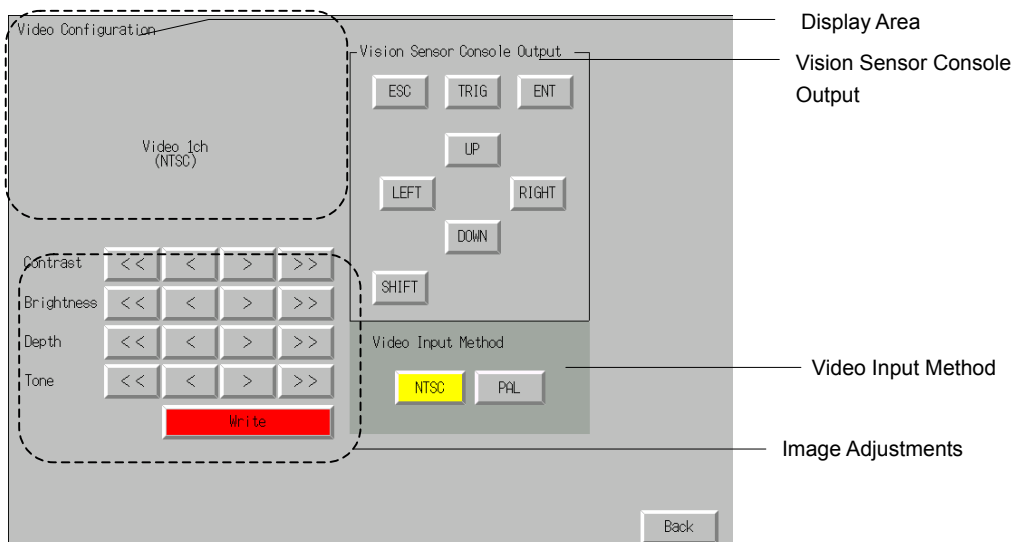 Video Configuration
Display Area
Vision Sensor Console Output
Vision Sensor Console
Output
ESC TRIG ENT
Video 1ch
(NTSC)
UP
LEFT RIGHT
DOWN
SHIFT
Contrast << < > >>
Brightness << < > >>
Depth << < > >>
Tone << < > >>
Write
Video Input Method
NTSC PAL
Video Input Method
Image Adjustments
Back